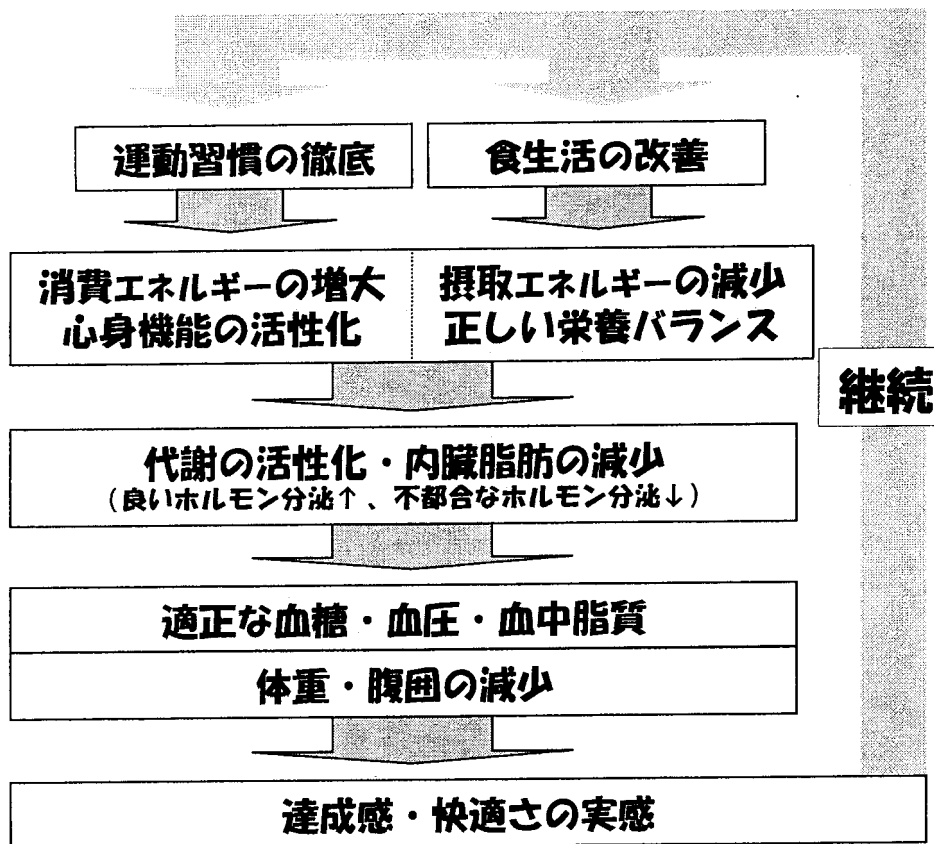 運動習慣の徹底
食生活の改善
消費エネルギーの増大
心身機能の活性化
摂取エネルギーの減少
正しい栄養バランス
継続
代謝の活性化・内臓脂肪の減少
(良いホルモン分泌↑、不都合なホルモン分泌↓)
適正な血糖・血圧・血中脂質
体重・腹囲の減少
達成感・快適さの実感